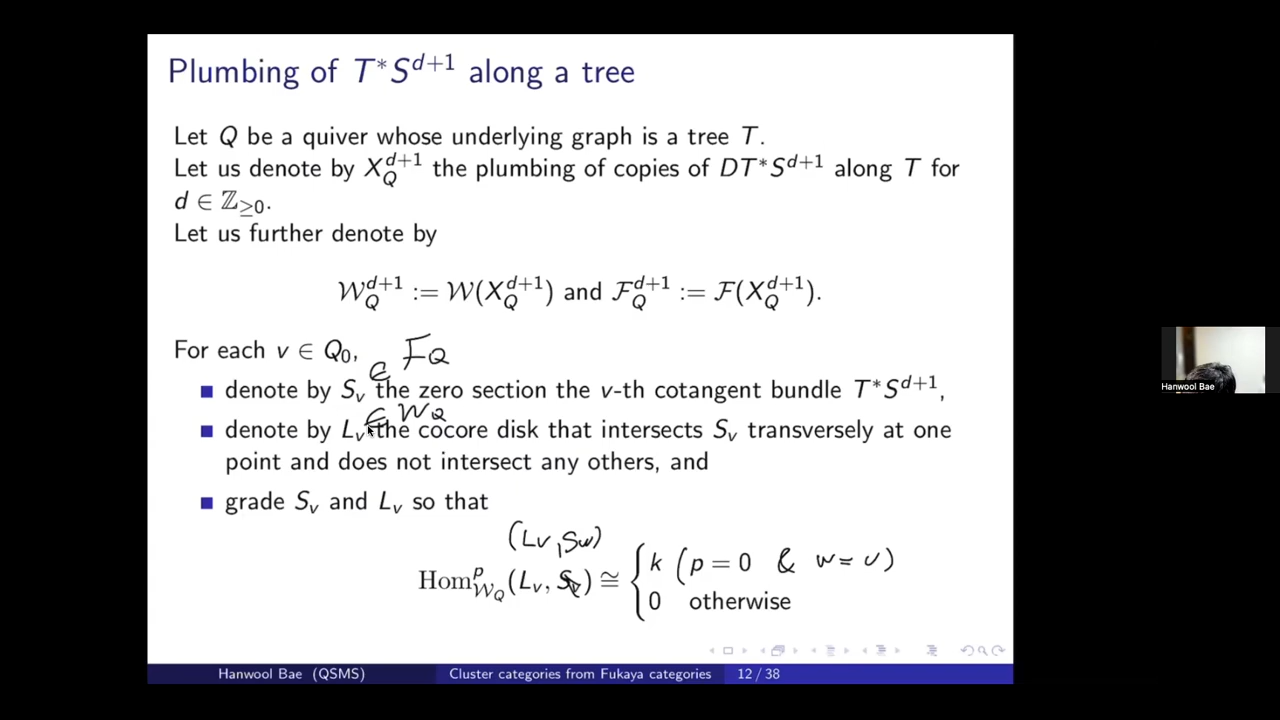 Plumbing of T*S^{d+1} along a tree
Let Q be a quiver whose underlying graph is a tree T.
Let us denote by X_Q^{d+1} the plumbing of copies of DT*S^{d+1} along T for
d ∈ ℤ_{≥0}.
Let us further denote by
𝒲_Q^{d+1} := 𝒲(X_Q^{d+1}) and ℱ_Q^{d+1} := ℱ(X_Q^{d+1}).
For each v ∈ Q_0,
∈ ℱ_Q
■ denote by S_v the zero section the v-th cotangent bundle T*S^{d+1},
∈ W_Q
■ denote by L_v the cocore disk that intersects S_v transversely at one
point and does not intersect any others, and
■ grade S_v and L_v so that
(L_v, S_w)
Hom^p_{𝒲_Q}(L_v, S_v) ≅ { k (p = 0 & w = v)
0 otherwise
Hanwool Bae (QSMS) Cluster categories from Fukaya categories 12 / 38
Hanwool Bae